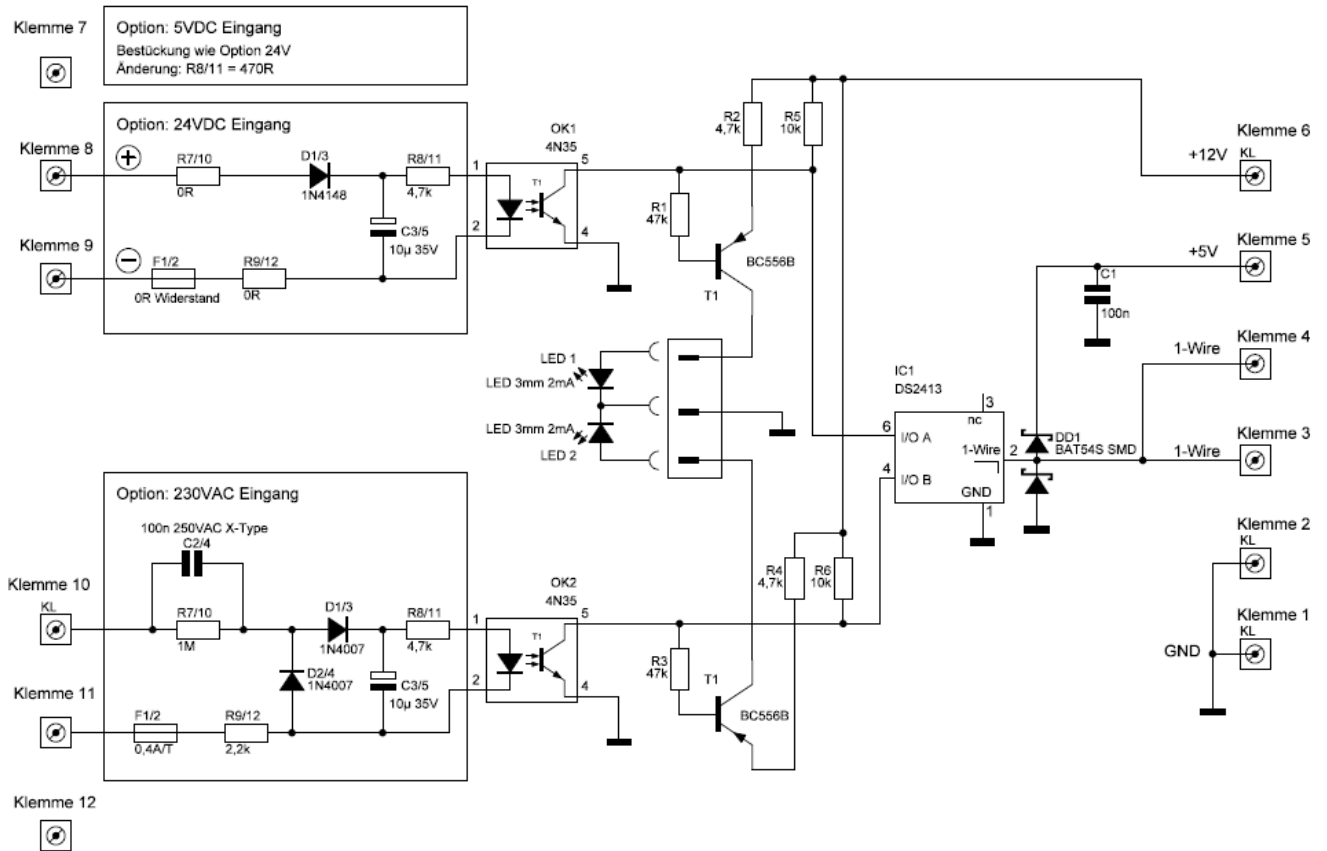 Klemme 7
Option: 5VDC Eingang
Bestückung wie Option 24V
Änderung: R8/11 = 470R
Option: 24VDC Eingang
Klemme 8
+
R7/10
0R
D1/3
1N4148
R8/11
4,7k
C3/5
10µ 35V
Klemme 9
−
F1/2
0R Widerstand
R9/12
0R
OK1
4N35
1
2
T1
5
4
R1
47k
R2
4,7k
R5
10k
BC556B
T1
Klemme 6
KL
+12V
Klemme 5
+5V
C1
100n
Klemme 4
1-Wire
Klemme 3
1-Wire
LED 1
LED 3mm 2mA
LED 3mm 2mA
LED 2
IC1
DS2413
3
nc
6
I/O A
1-Wire
2
4
I/O B
GND
1
DD1
BAT54S SMD
Klemme 2
KL
Klemme 1
KL
GND
Option: 230VAC Eingang
100n 250VAC X-Type
C2/4
Klemme 10
KL
R7/10
1M
D1/3
1N4007
R8/11
4,7k
D2/4
1N4007
C3/5
10µ 35V
Klemme 11
F1/2
0,4A/T
R9/12
2,2k
OK2
4N35
1
2
T1
5
4
R3
47k
R4
4,7k
R6
10k
T1
BC556B
Klemme 12